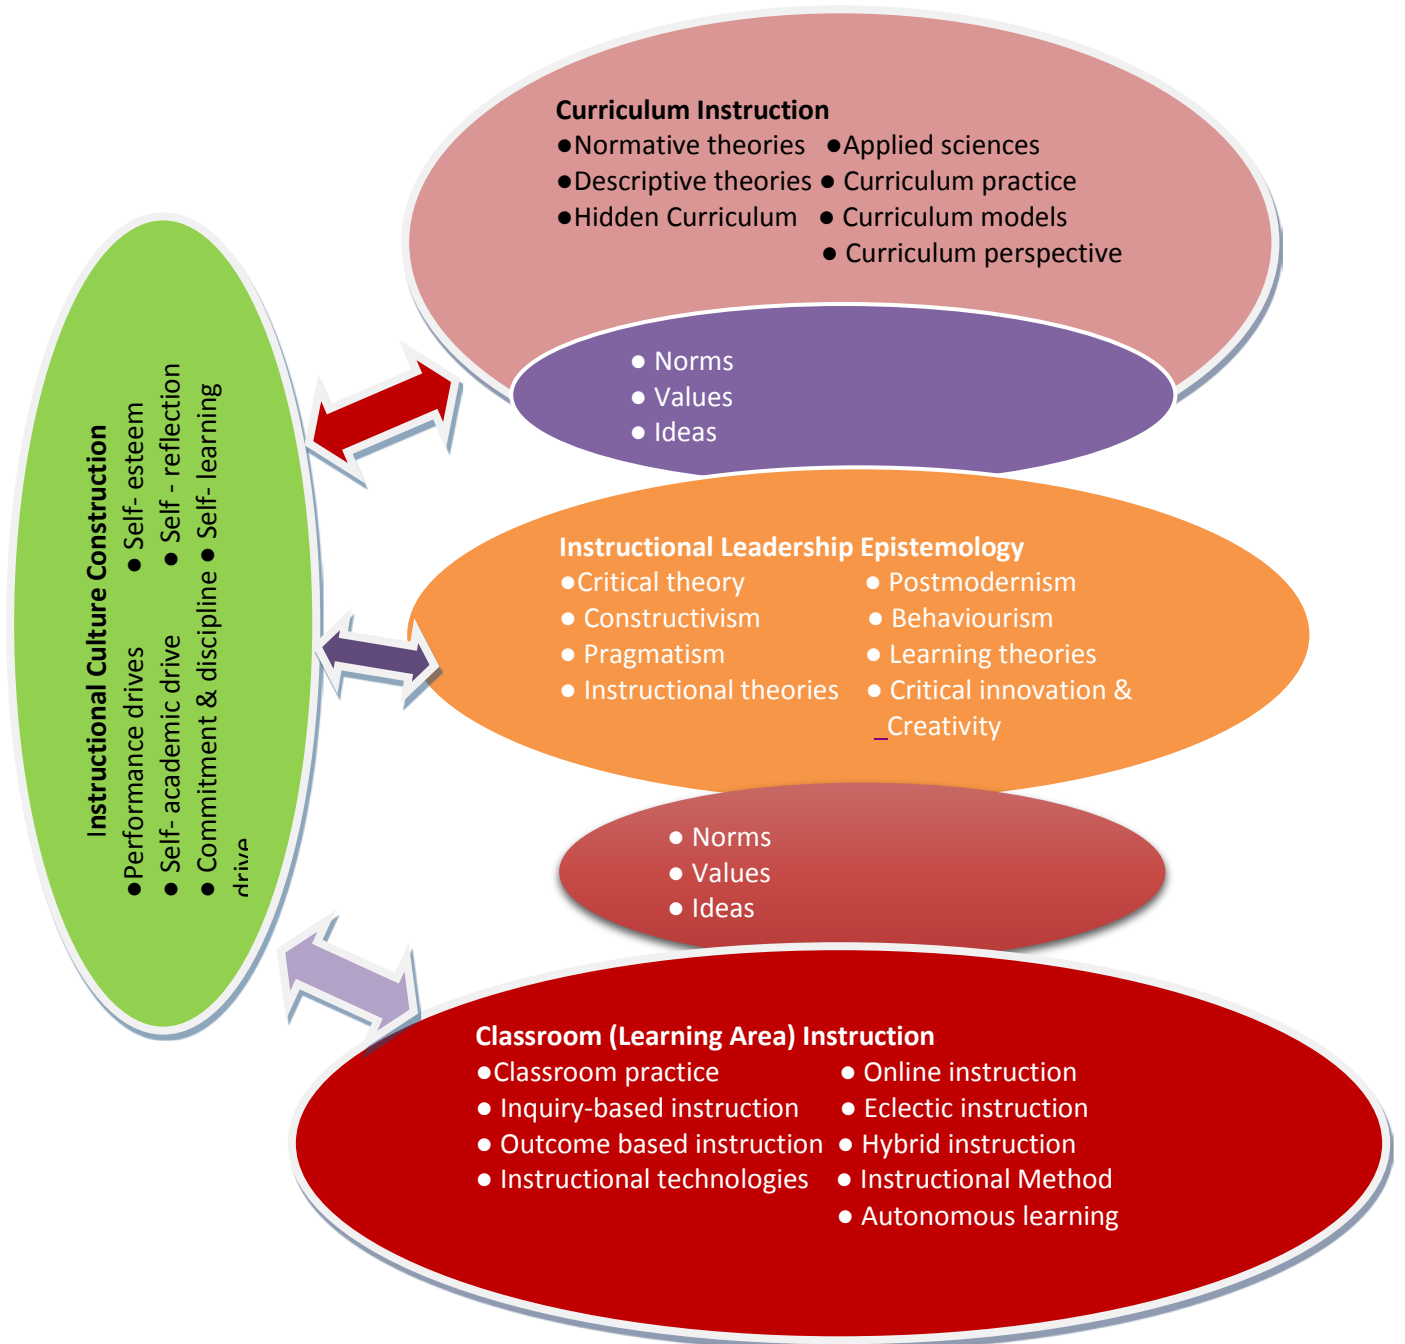 Curriculum Instruction
●Normative theories ●Applied sciences
●Descriptive theories ● Curriculum practice
●Hidden Curriculum ● Curriculum models
● Curriculum perspective
● Norms
● Values
● Ideas
Instructional Culture Construction
●Performance drives ● Self- esteem
● Self- academic drive ● Self - reflection
● Commitment & discipline ● Self- learning
drive
Instructional Leadership Epistemology
●Critical theory ● Postmodernism
● Constructivism ● Behaviourism
● Pragmatism ● Learning theories
● Instructional theories ● Critical innovation &
_Creativity
● Norms
● Values
● Ideas
Classroom (Learning Area) Instruction
●Classroom practice ● Online instruction
● Inquiry-based instruction ● Eclectic instruction
● Outcome based instruction ● Hybrid instruction
● Instructional technologies ● Instructional Method
● Autonomous learning